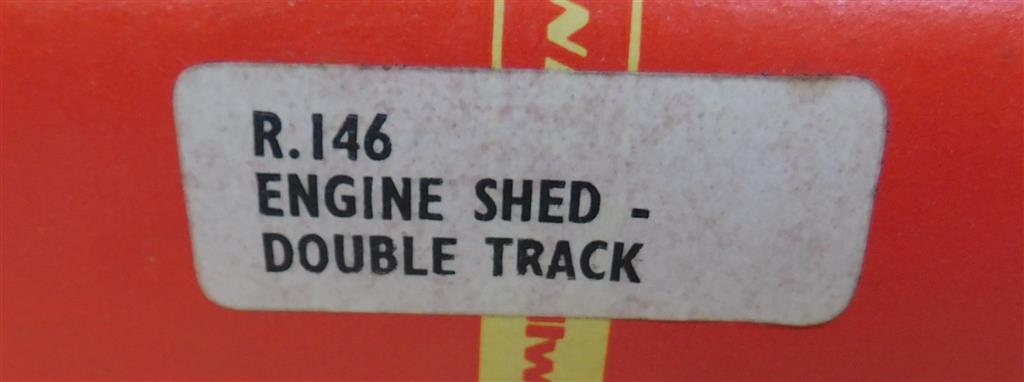 R.146
ENGINE SHED -
DOUBLE TRACK